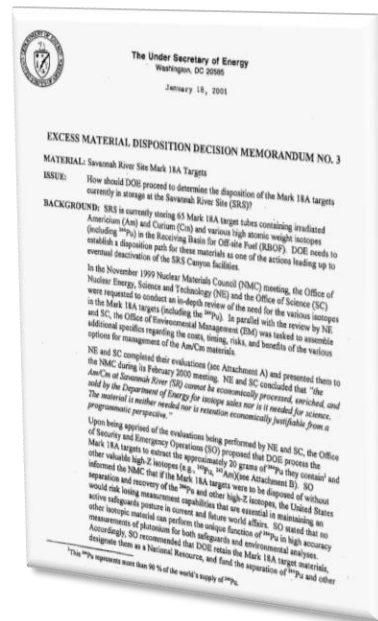 The Under Secretary of Energy
Washington, DC 20585
January 18, 2001
EXCESS MATERIAL DISPOSITION DECISION MEMORANDUM NO. 3
MATERIAL: Savannah River Site Mark 18A Targets
ISSUE: How should DOE proceed to determine the disposition of the Mark 18A targets
currently in storage at the Savannah River Site (SRS)?
BACKGROUND: SRS is currently storing 65 Mark 18A target tubes containing irradiated
Americium (Am) and Curium (Cm) and various high atomic weight isotopes
(including ²⁴⁴Pu) in the Receiving Basin for Off-site Fuel (RBOF). DOE needs to
establish a disposition path for these materials as one of the actions leading up to
eventual deactivation of the SRS Canyon facilities.
In the November 1999 Nuclear Materials Council (NMC) meeting, the Office of
Nuclear Energy, Science and Technology (NE) and the Office of Science (SC)
were requested to conduct an in-depth review of the need for the various isotopes
in the Mark 18A targets (including the ²⁴⁴Pu). In parallel with the review by NE
and SC, the Office of Environmental Management (EM) was tasked to assemble
additional specifics regarding the costs, timing, risks, and benefits of the various
options for management of the Am/Cm materials.
NE and SC completed their evaluations (see Attachment A) and presented them to
the NMC during its February 2000 meeting. NE and SC concluded that "the
Am/Cm at Savannah River (SR) cannot be economically processed, enriched, and
sold by the Department of Energy for isotope sales nor is it needed for science.
The material is neither needed nor is retention economically justifiable from a
programmatic perspective."
Upon being apprised of the evaluations being performed by NE and SC, the Office
of Security and Emergency Operations (SO) proposed that DOE process the
Mark 18A targets to extract the approximately 20 grams of ²⁴⁴Pu they contain¹ and
other valuable high-Z isotopes (e.g., Am) (see Attachment B). SO
informed the NMC that if the Mark 18A targets were to be disposed of without
separation and recovery of the ²⁴⁴Pu and other high-Z isotopes, the United States
would risk losing measurement capabilities that are essential in maintaining an
active safeguards posture in current and future world affairs. SO stated that no
other isotopic material can perform the unique function of ²⁴⁴Pu in high accuracy
measurements of plutonium for both safeguards and environmental analyses.
Accordingly, SO recommended that DOE retain the Mark 18A target materials,
designate them as a National Resource, and fund the separation of ²⁴⁴Pu and other
¹This ²⁴⁴Pu represents more than 90 % of the world's supply of ²⁴⁴Pu.